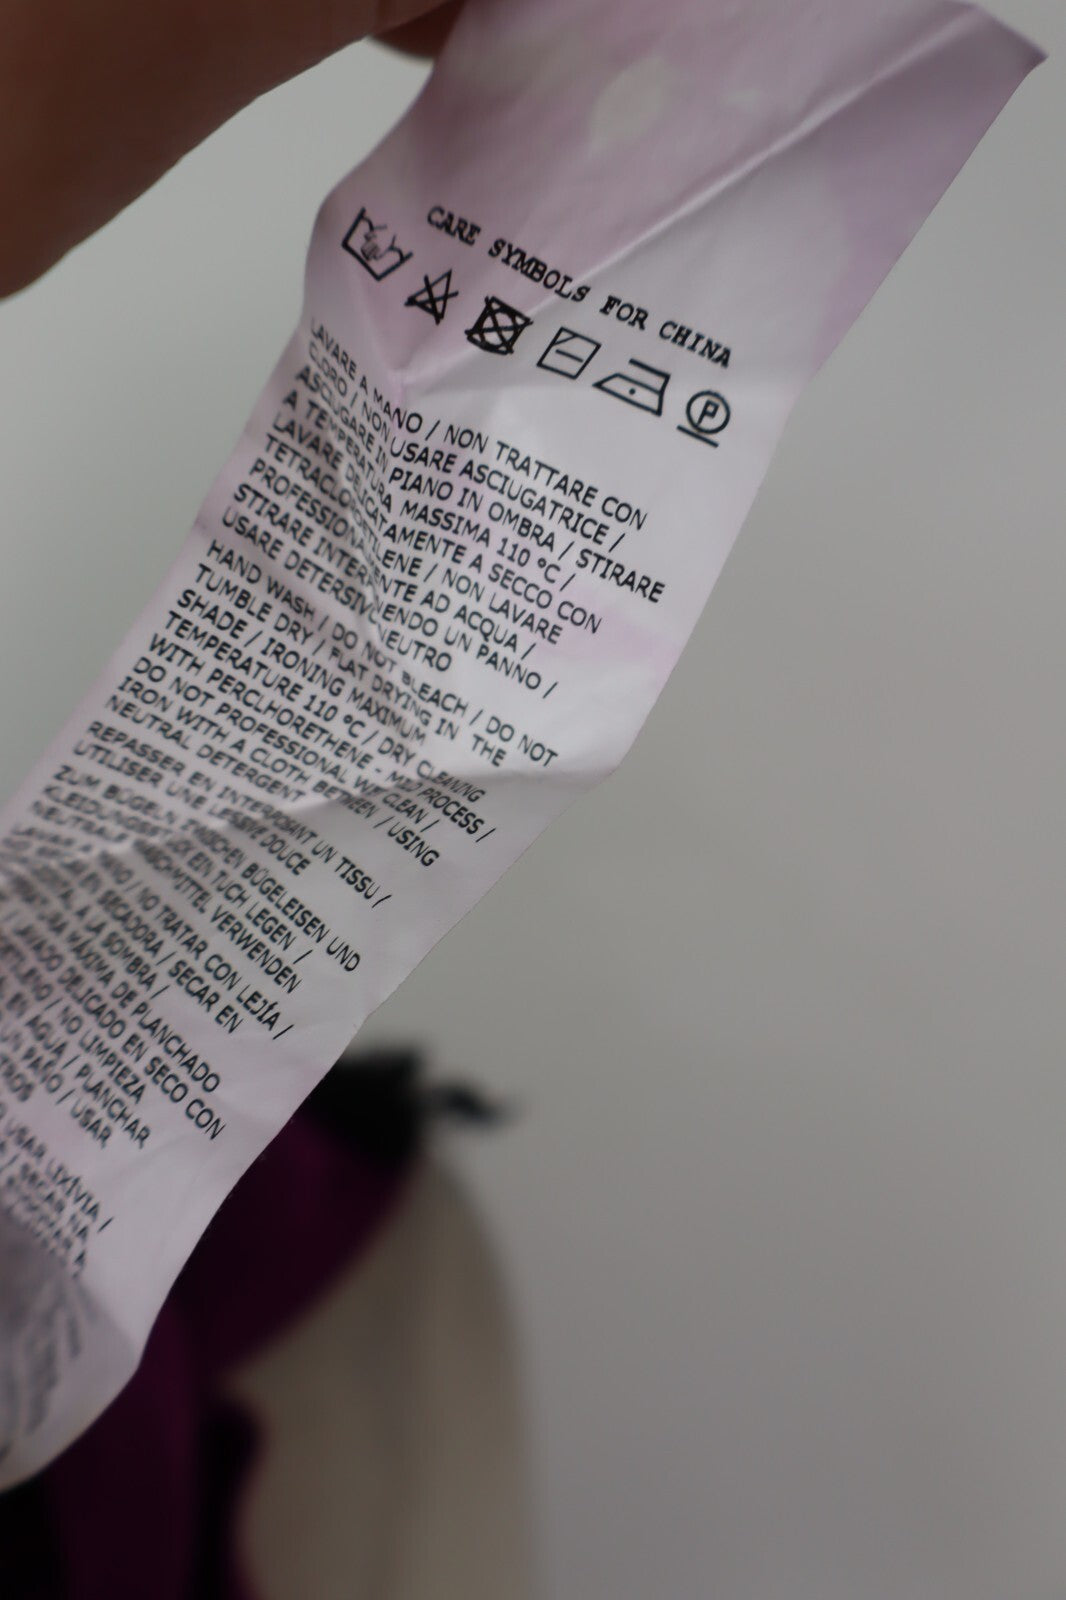 CARE SYMBOLS FOR CHINA
P
LAVARE A MANO / NON TRATTARE CON
CLORO / NON USARE ASCIUGATRICE /
ASCIUGARE IN PIANO IN OMBRA / STIRARE
A TEMPERATURA MASSIMA 110 °C /
LAVARE DELICATAMENTE A SECCO CON
TETRACLOROETILENE / NON LAVARE
PROFESSIONALMENTE AD ACQUA /
STIRARE INTERPONENDO UN PANNO /
USARE DETERSIVO NEUTRO
HAND WASH / DO NOT BLEACH / DO NOT
TUMBLE DRY / FLAT DRYING IN THE
SHADE / IRONING MAXIMUM
TEMPERATURE 110 °C / DRY CLEANING
WITH PERCLHORETHENE - MILD PROCESS /
DO NOT PROFESSIONAL WET CLEAN /
IRON WITH A CLOTH BETWEEN / USING
NEUTRAL DETERGENT
REPASSER EN INTERPOSANT UN TISSU /
UTILISER UNE LESSIVE DOUCE
ZUM BÜGELN ZWISCHEN BÜGELEISEN UND
KLEIDUNGSSTÜCK EIN TUCH LEGEN /
NEUTRALE WASCHMITTEL VERWENDEN
LAVAR A MANO / NO TRATAR CON LEJÍA /
SECADORA / SECAR EN
A LA SOMBRA /
MÁXIMA DE PLANCHADO
/ LAVADO DELICADO EN SECO CON
/ NO LIMPIEZA
EN AGUA / PLANCHAR
UN PAÑO / USAR
USAR LIXÍVIA /
/ SECAR NA